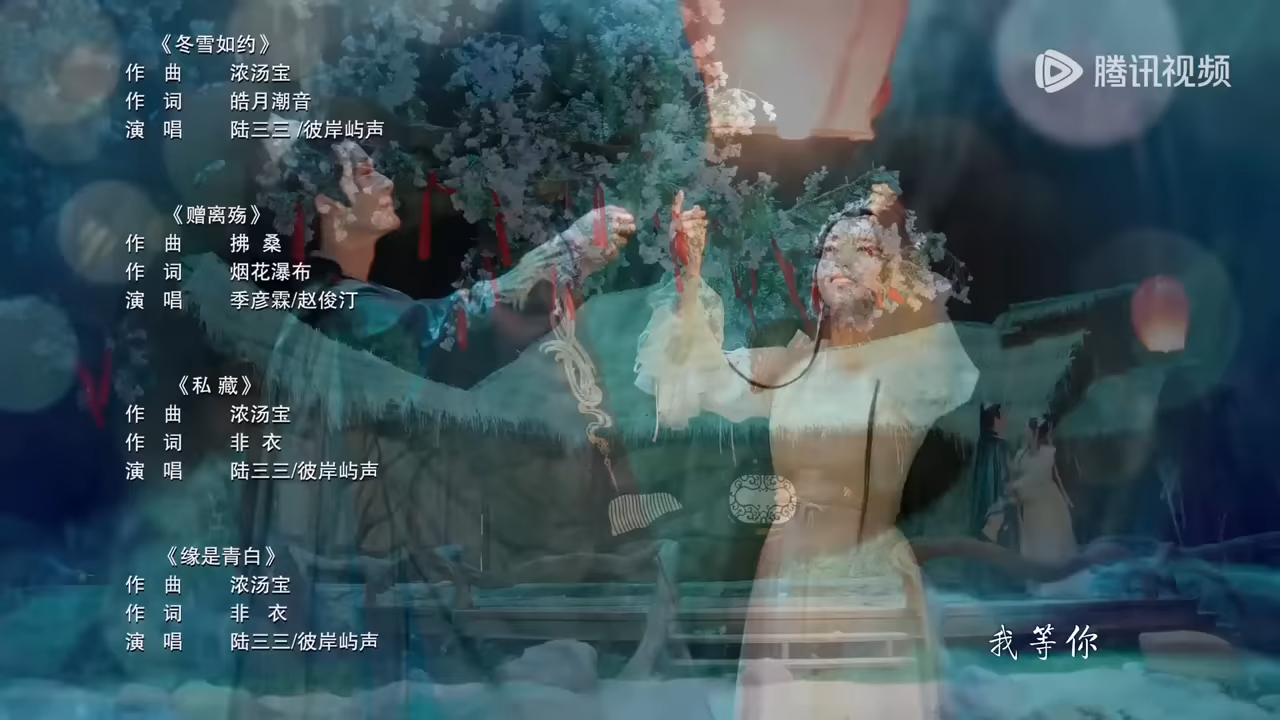 《冬雪如约》
作 曲 浓汤宝
作 词 皓月潮音
演 唱 陆三三 /彼岸屿声
《赠离殇》
作 曲 拂 桑
作 词 烟花瀑布
演 唱 季彦霖/赵俊汀
《私 藏》
作 曲 浓汤宝
作 词 非 衣
演 唱 陆三三/彼岸屿声
《缘是青白》
作 曲 浓汤宝
作 词 非 衣
演 唱 陆三三/彼岸屿声
腾讯视频
我等你